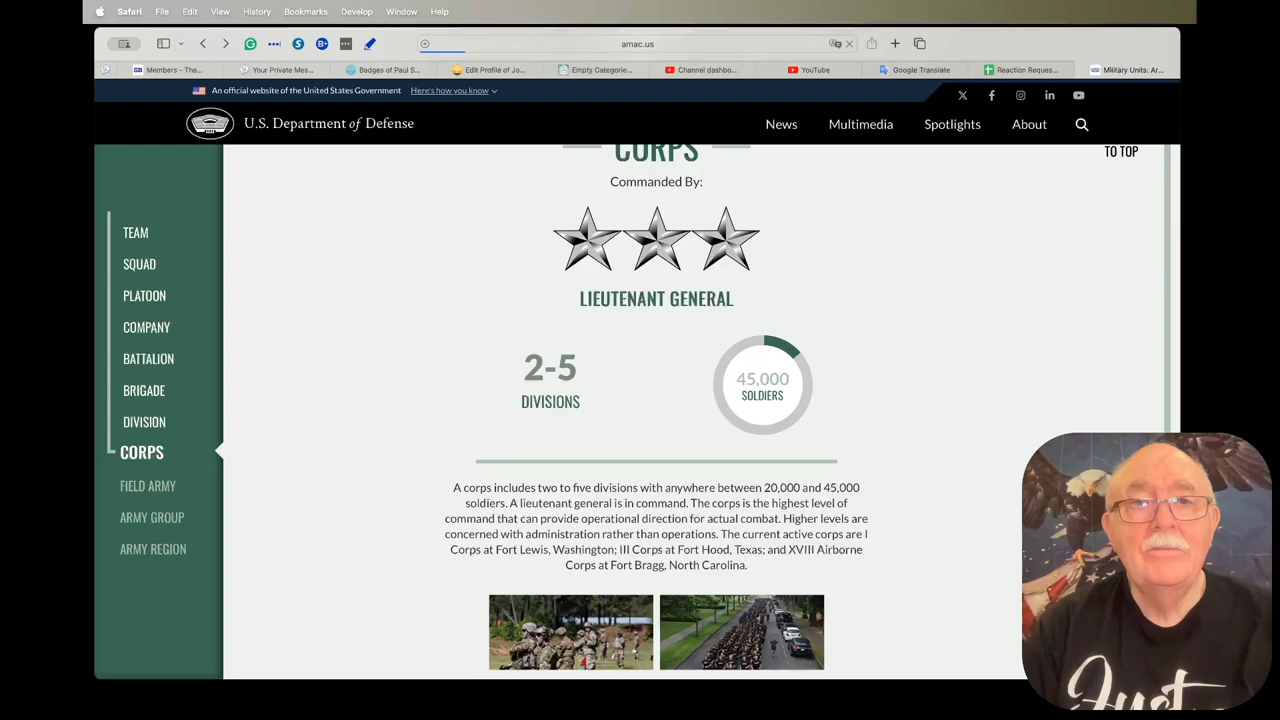 Safari File Edit View History Bookmarks Develop Window Help
amac.us
Members - The... Your Private Mes... Badges of Paul S... Edit Profile of Jo... Empty Categorie... Channel dashbo... YouTube Google Translate Reaction Reques... Military Units: Ar...
An official website of the United States Government Here's how you know
U.S. Department of Defense
News Multimedia Spotlights About
CORPS
TO TOP
Commanded By:
LIEUTENANT GENERAL
2-5
DIVISIONS
45,000
SOLDIERS
TEAM
SQUAD
PLATOON
COMPANY
BATTALION
BRIGADE
DIVISION
CORPS
FIELD ARMY
ARMY GROUP
ARMY REGION
A corps includes two to five divisions with anywhere between 20,000 and 45,000
soldiers. A lieutenant general is in command. The corps is the highest level of
command that can provide operational direction for actual combat. Higher levels are
concerned with administration rather than operations. The current active corps are I
Corps at Fort Lewis, Washington; III Corps at Fort Hood, Texas; and XVIII Airborne
Corps at Fort Bragg, North Carolina.
Just